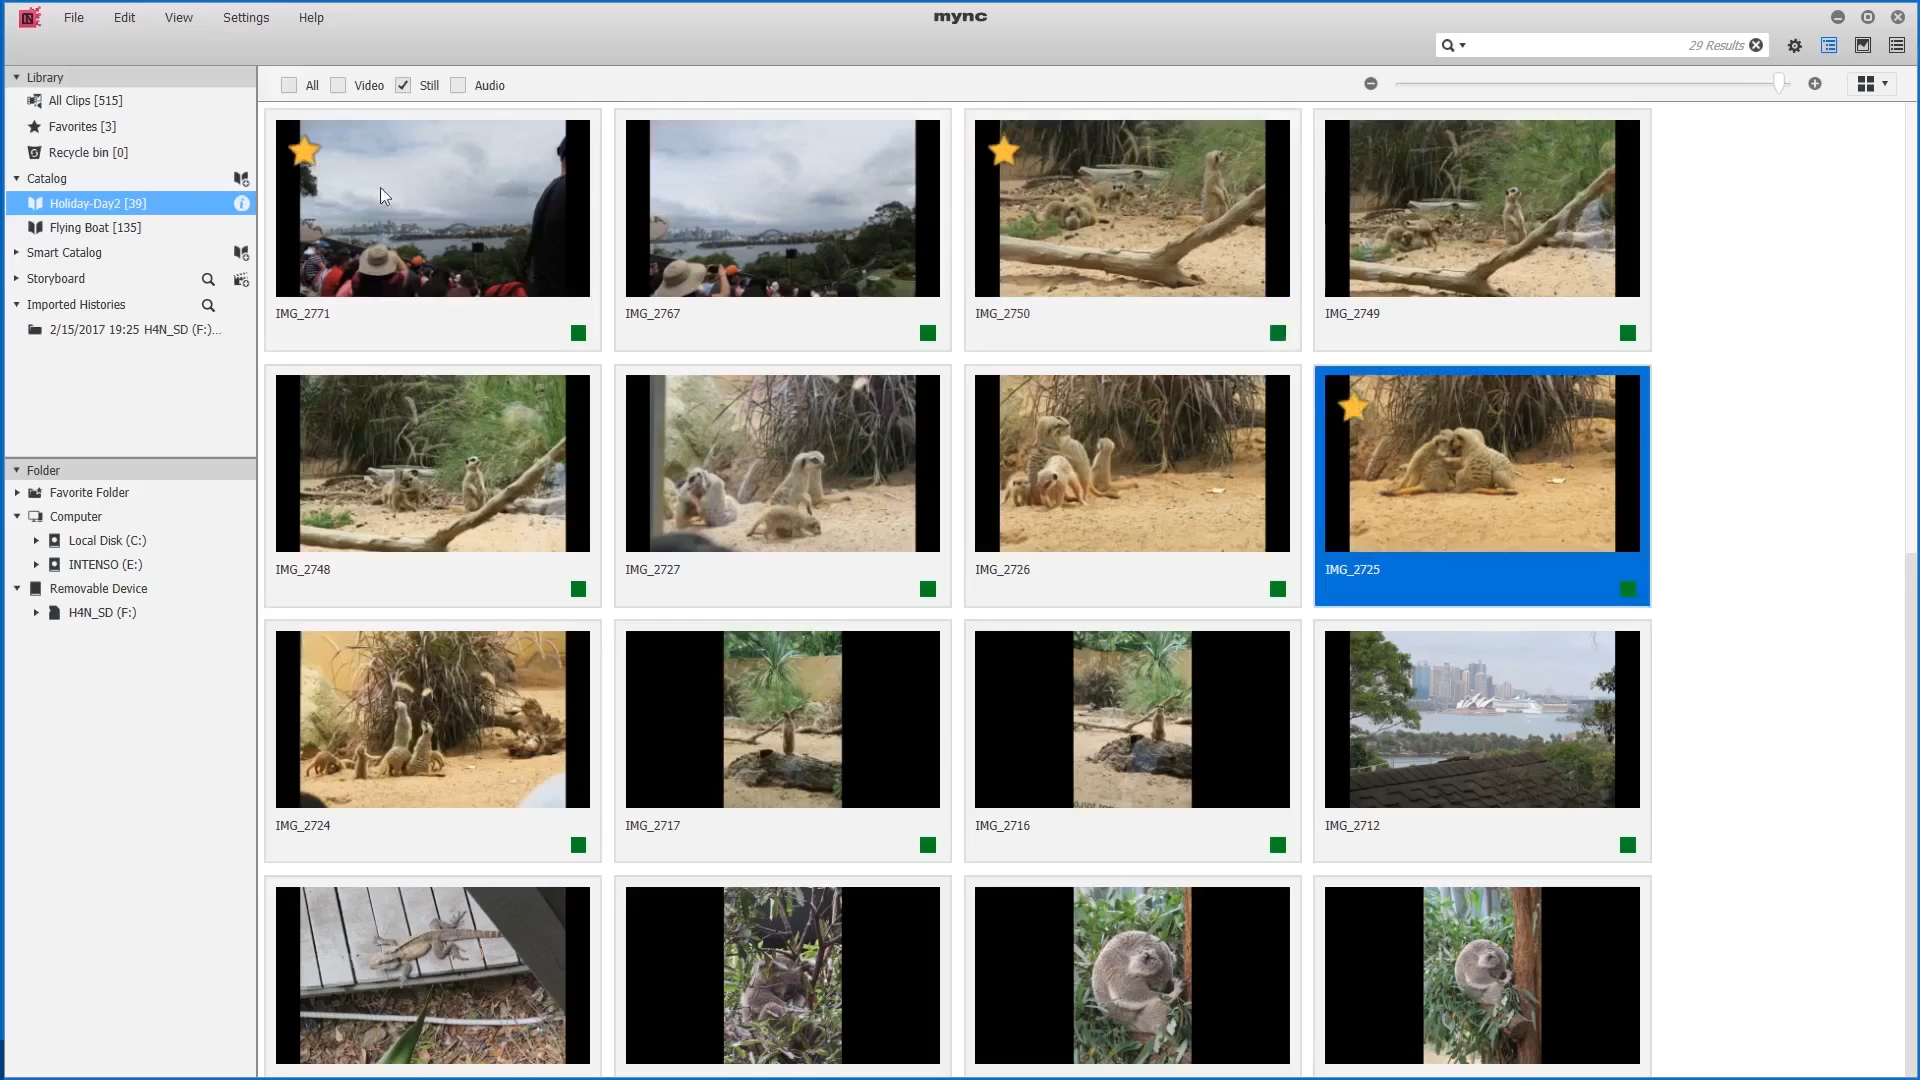 File Edit View Settings Help
mync
29 Results
Library
All Clips [515]
Favorites [3]
Recycle bin [0]
Catalog
Holiday-Day2 [39]
Flying Boat [135]
Smart Catalog
Storyboard
Imported Histories
2/15/2017 19:25 H4N_SD (F:)...
Folder
Favorite Folder
Computer
Local Disk (C:)
INTENSO (E:)
Removable Device
H4N_SD (F:)
All Video Still Audio
IMG_2771 IMG_2767 IMG_2750 IMG_2749
IMG_2748 IMG_2727 IMG_2726 IMG_2725
IMG_2724 IMG_2717 IMG_2716 IMG_2712